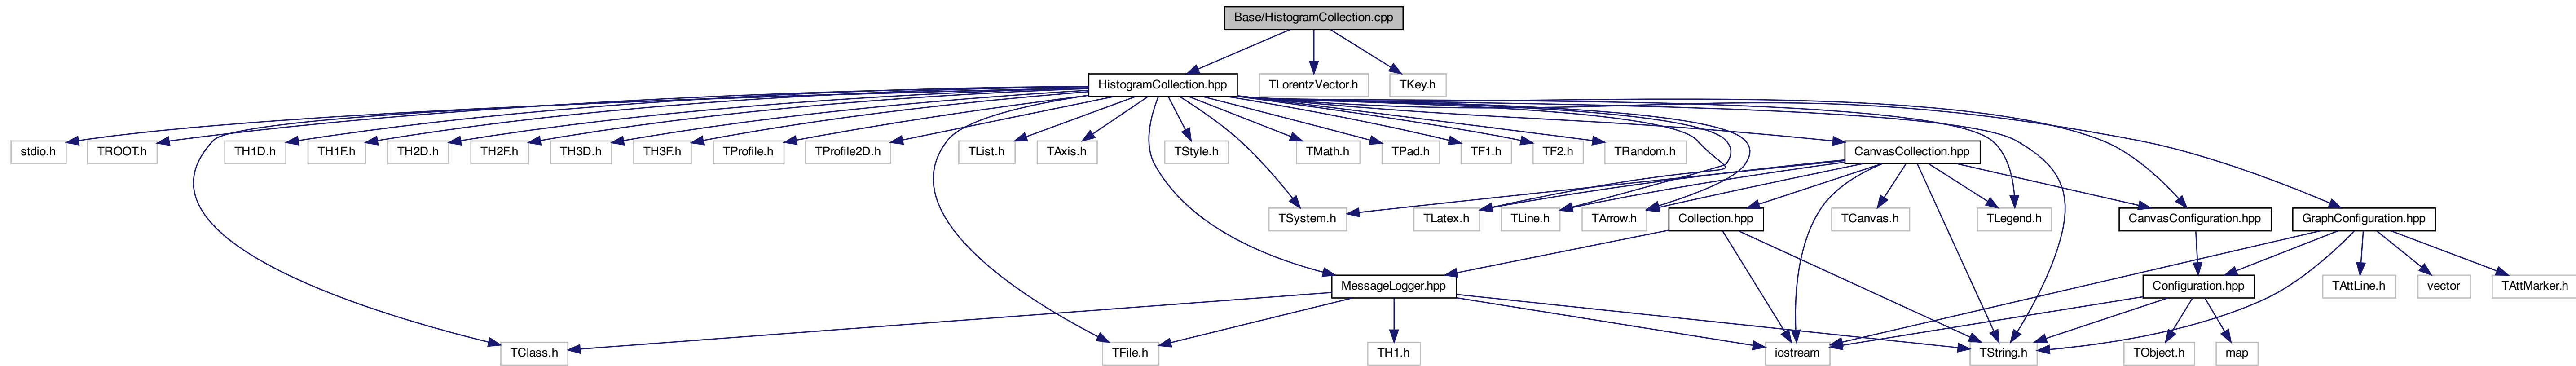 Base/HistogramCollection.cpp
HistogramCollection.hpp
TLorentzVector.h
TKey.h
stdio.h
TROOT.h
TH1D.h
TH1F.h
TH2D.h
TH2F.h
TH3D.h
TH3F.h
TProfile.h
TProfile2D.h
TList.h
TAxis.h
TStyle.h
TMath.h
TPad.h
TF1.h
TF2.h
TRandom.h
CanvasCollection.hpp
TSystem.h
TLatex.h
TLine.h
TArrow.h
Collection.hpp
TCanvas.h
TLegend.h
CanvasConfiguration.hpp
GraphConfiguration.hpp
MessageLogger.hpp
Configuration.hpp
TAttLine.h
vector
TAttMarker.h
TClass.h
TFile.h
TH1.h
iostream
TString.h
TObject.h
map